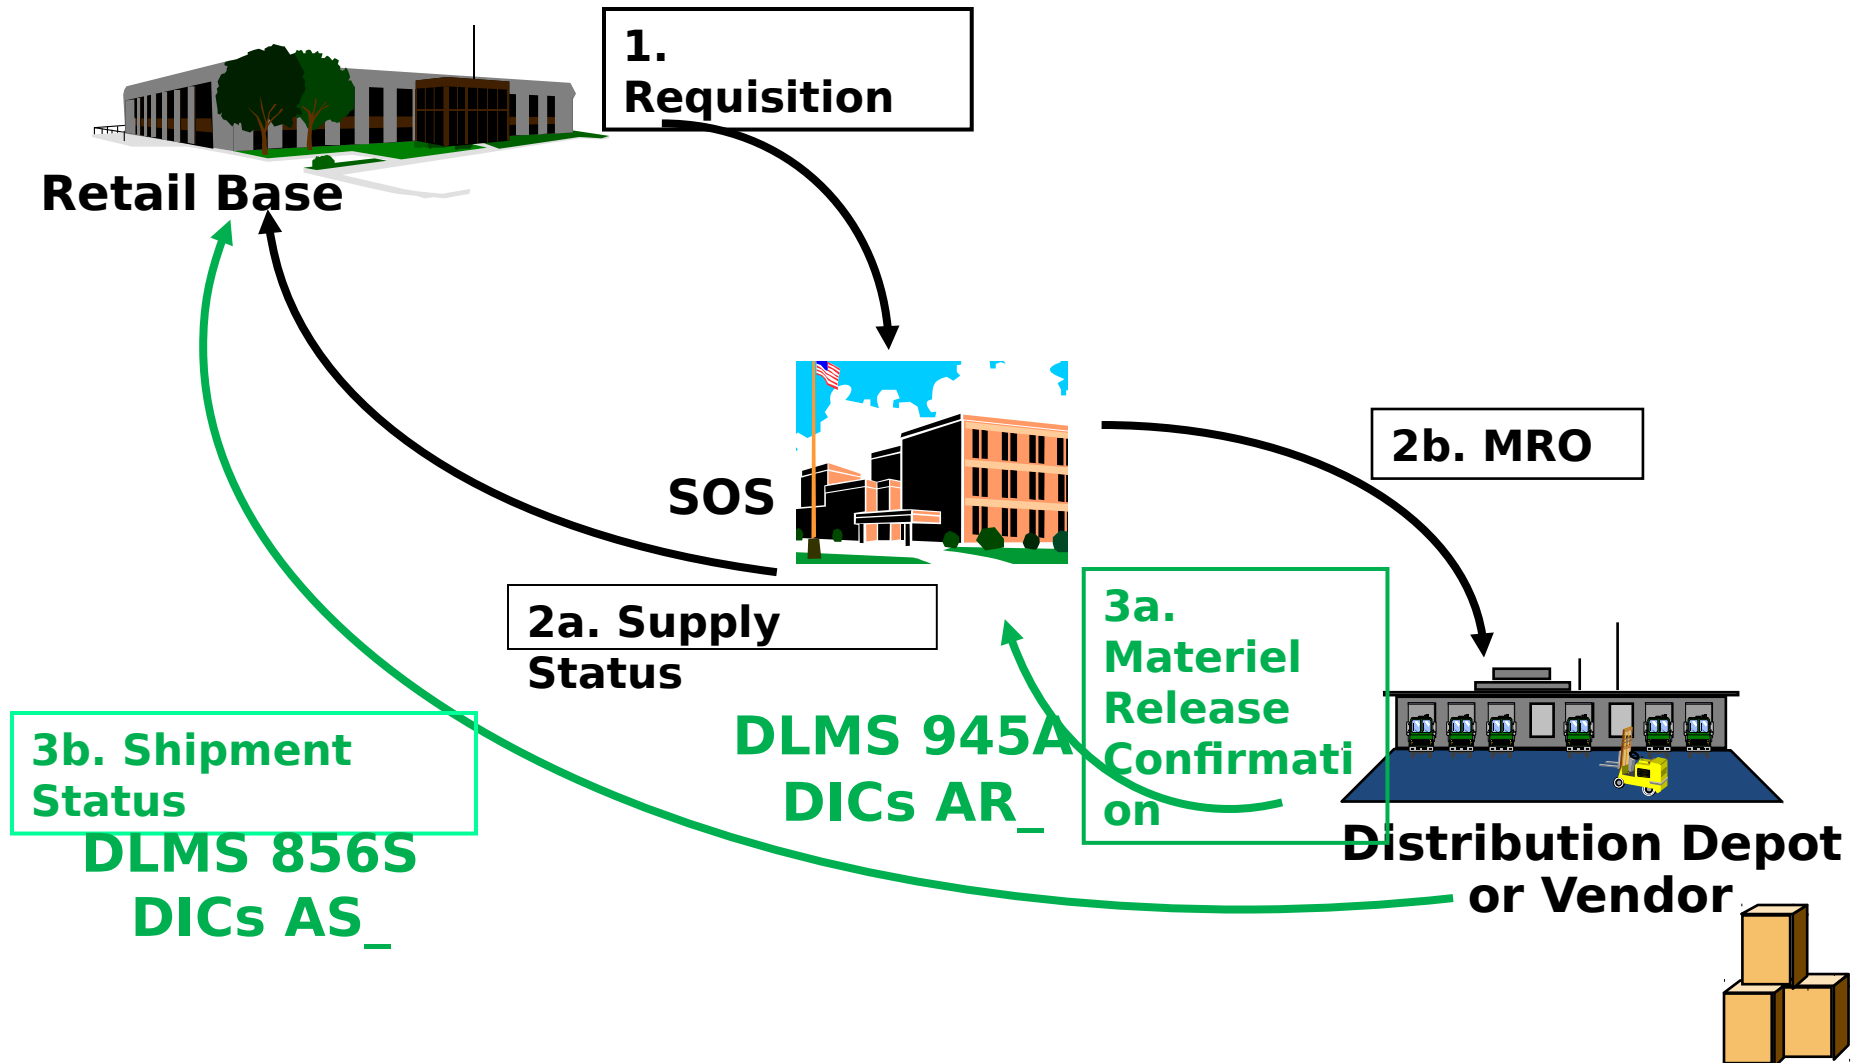 1.
Requisition
Retail Base
2b. MRO
SOS
2a. Supply
Status
3a.
Materiel
Release
Confirmati
on
DLMS 945A
DICs AR_
3b. Shipment
Status
DLMS 856S
DICs AS_
Distribution Depot
or Vendor